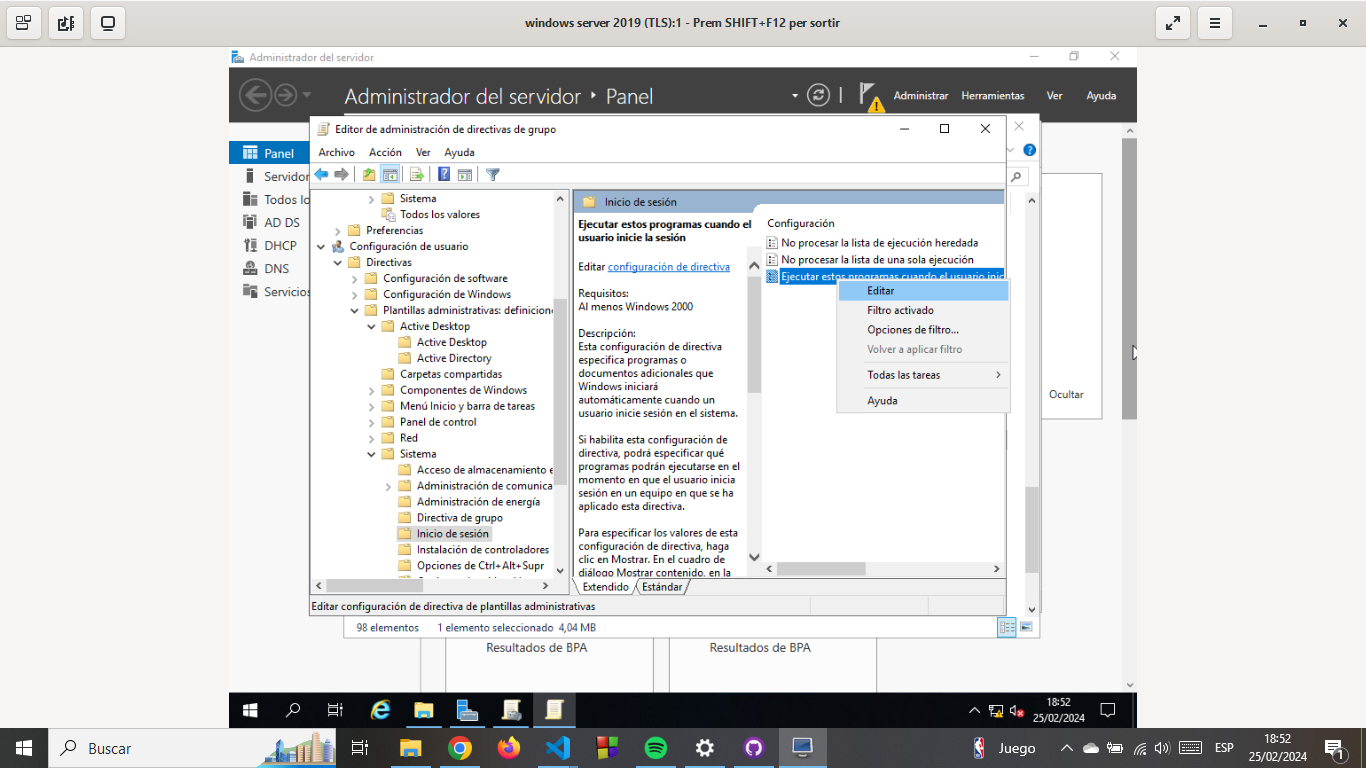 windows server 2019 (TLS):1 - Prem SHIFT+F12 per sortir
Administrador del servidor
Administrador del servidor
Panel
Administrar
Herramientas
Ver
Ayuda
Panel
Servidor
Todos lo
AD DS
DHCP
DNS
Servicios
Editor de administración de directivas de grupo
Archivo
Acción
Ver
Ayuda
Sistema
Todos los valores
Preferencias
Configuración de usuario
Directivas
Configuración de software
Configuración de Windows
Plantillas administrativas: definicione
Active Desktop
Active Desktop
Active Directory
Carpetas compartidas
Componentes de Windows
Menú Inicio y barra de tareas
Panel de control
Red
Sistema
Acceso de almacenamiento e
Administración de comunica
Administración de energía
Directiva de grupo
Inicio de sesión
Instalación de controladores
Opciones de Ctrl+Alt+Supr
Inicio de sesión
Ejecutar estos programas cuando el
usuario inicie la sesión
Editar configuración de directiva
Requisitos:
Al menos Windows 2000
Descripción:
Esta configuración de directiva
especifica programas o
documentos adicionales que
Windows iniciará
automáticamente cuando un
usuario inicie sesión en el sistema.
Si habilita esta configuración de
directiva, podrá especificar qué
programas podrán ejecutarse en el
momento en que el usuario inicia
sesión en un equipo en que se ha
aplicado esta directiva.
Para especificar los valores de esta
configuración de directiva, haga
clic en Mostrar. En el cuadro de
diálogo Mostrar contenido, en la
Configuración
No procesar la lista de ejecución heredada
No procesar la lista de una sola ejecución
Ejecutar estos programas cuando el usuario inic
Editar
Filtro activado
Opciones de filtro...
Volver a aplicar filtro
Todas las tareas
Ayuda
Ocultar
Extendido
Estándar
Editar configuración de directiva de plantillas administrativas
98 elementos
1 elemento seleccionado 4,04 MB
Resultados de BPA
Resultados de BPA
18:52
25/02/2024
Buscar
Juego
ESP
18:52
25/02/2024
1